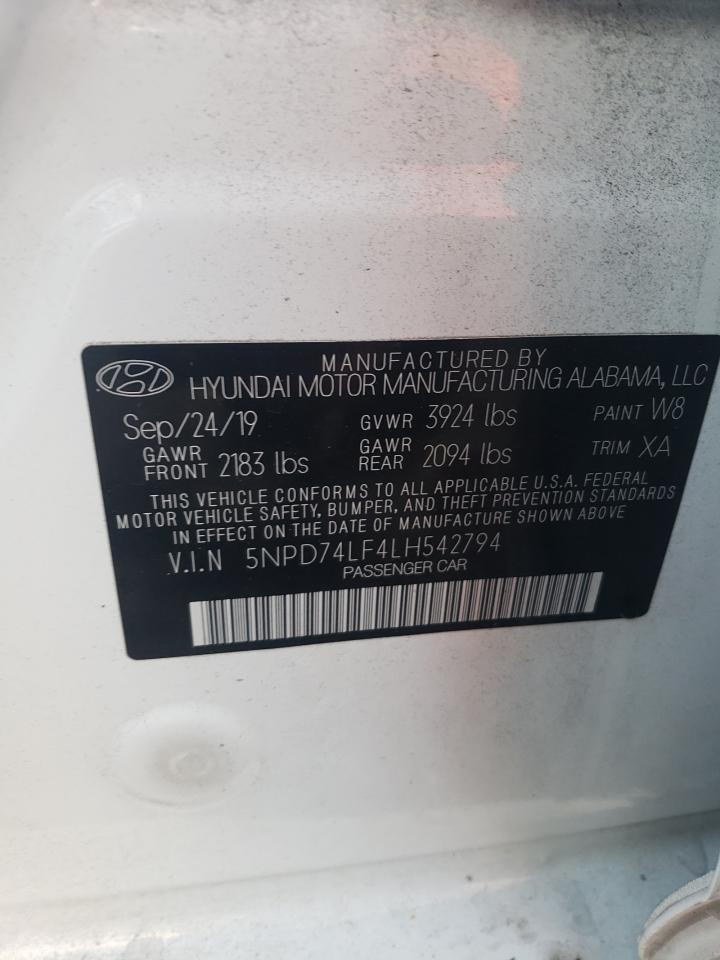 MANUFACTURED BY
HYUNDAI MOTOR MANUFACTURING ALABAMA, LLC
Sep/24/19 GVWR 3924 lbs PAINT W8
GAWR FRONT 2183 lbs GAWR REAR 2094 lbs TRIM XA
THIS VEHICLE CONFORMS TO ALL APPLICABLE U.S.A. FEDERAL
MOTOR VEHICLE SAFETY, BUMPER, AND THEFT PREVENTION STANDARDS
IN EFFECT ON THE DATE OF MANUFACTURE SHOWN ABOVE
V.I.N 5NPD74LF4LH542794
PASSENGER CAR